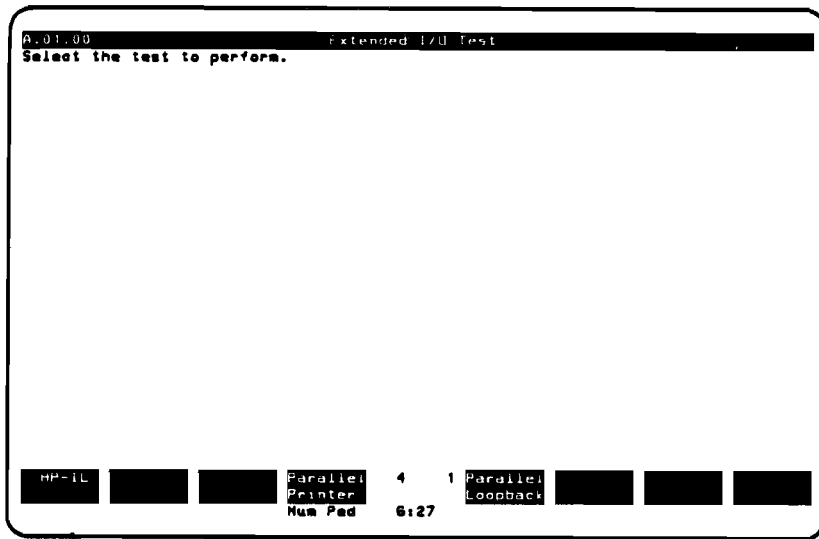 A.01.00 Extended I/O Test
Select the test to perform.
HP-IL Parallel 4 1 Parallel
Printer Loopback
Num Pad 6:27